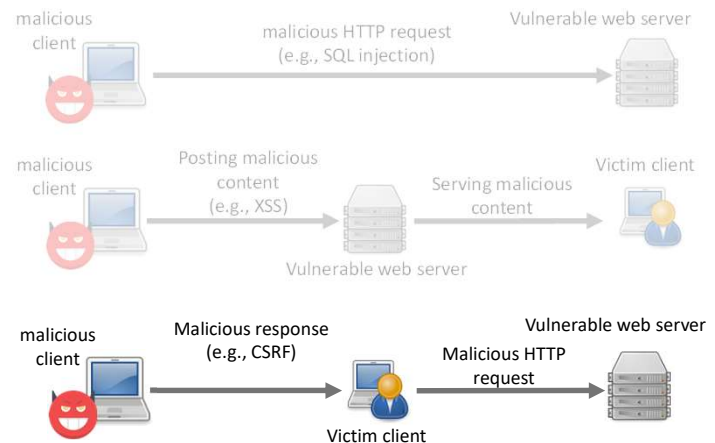 malicious
client
malicious HTTP request
(e.g., SQL injection)
Vulnerable web server
malicious
client
Posting malicious
content
(e.g., XSS)
Vulnerable web server
Serving malicious
content
Victim client
malicious
client
Malicious response
(e.g., CSRF)
Victim client
Malicious HTTP
request
Vulnerable web server